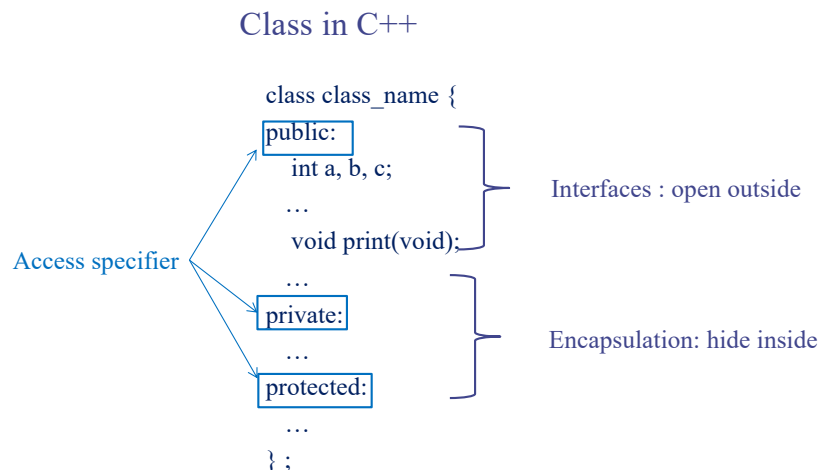 Class in C++
class class_name {
public:
int a, b, c;
…
void print(void);
Interfaces : open outside
Access specifier
…
private:
…
Encapsulation: hide inside
protected:
…
} ;